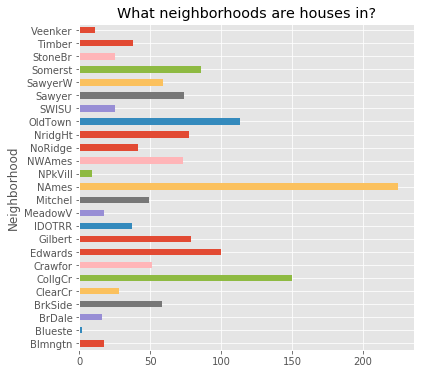 What neighborhoods are houses in?
Neighborhood
Veenker
Timber
StoneBr
Somerst
SawyerW
Sawyer
SWISU
OldTown
NridgHt
NoRidge
NWAmes
NPkVill
NAmes
Mitchel
MeadowV
IDOTRR
Gilbert
Edwards
Crawfor
CollgCr
ClearCr
BrkSide
BrDale
Blueste
Blmngtn
0 50 100 150 200